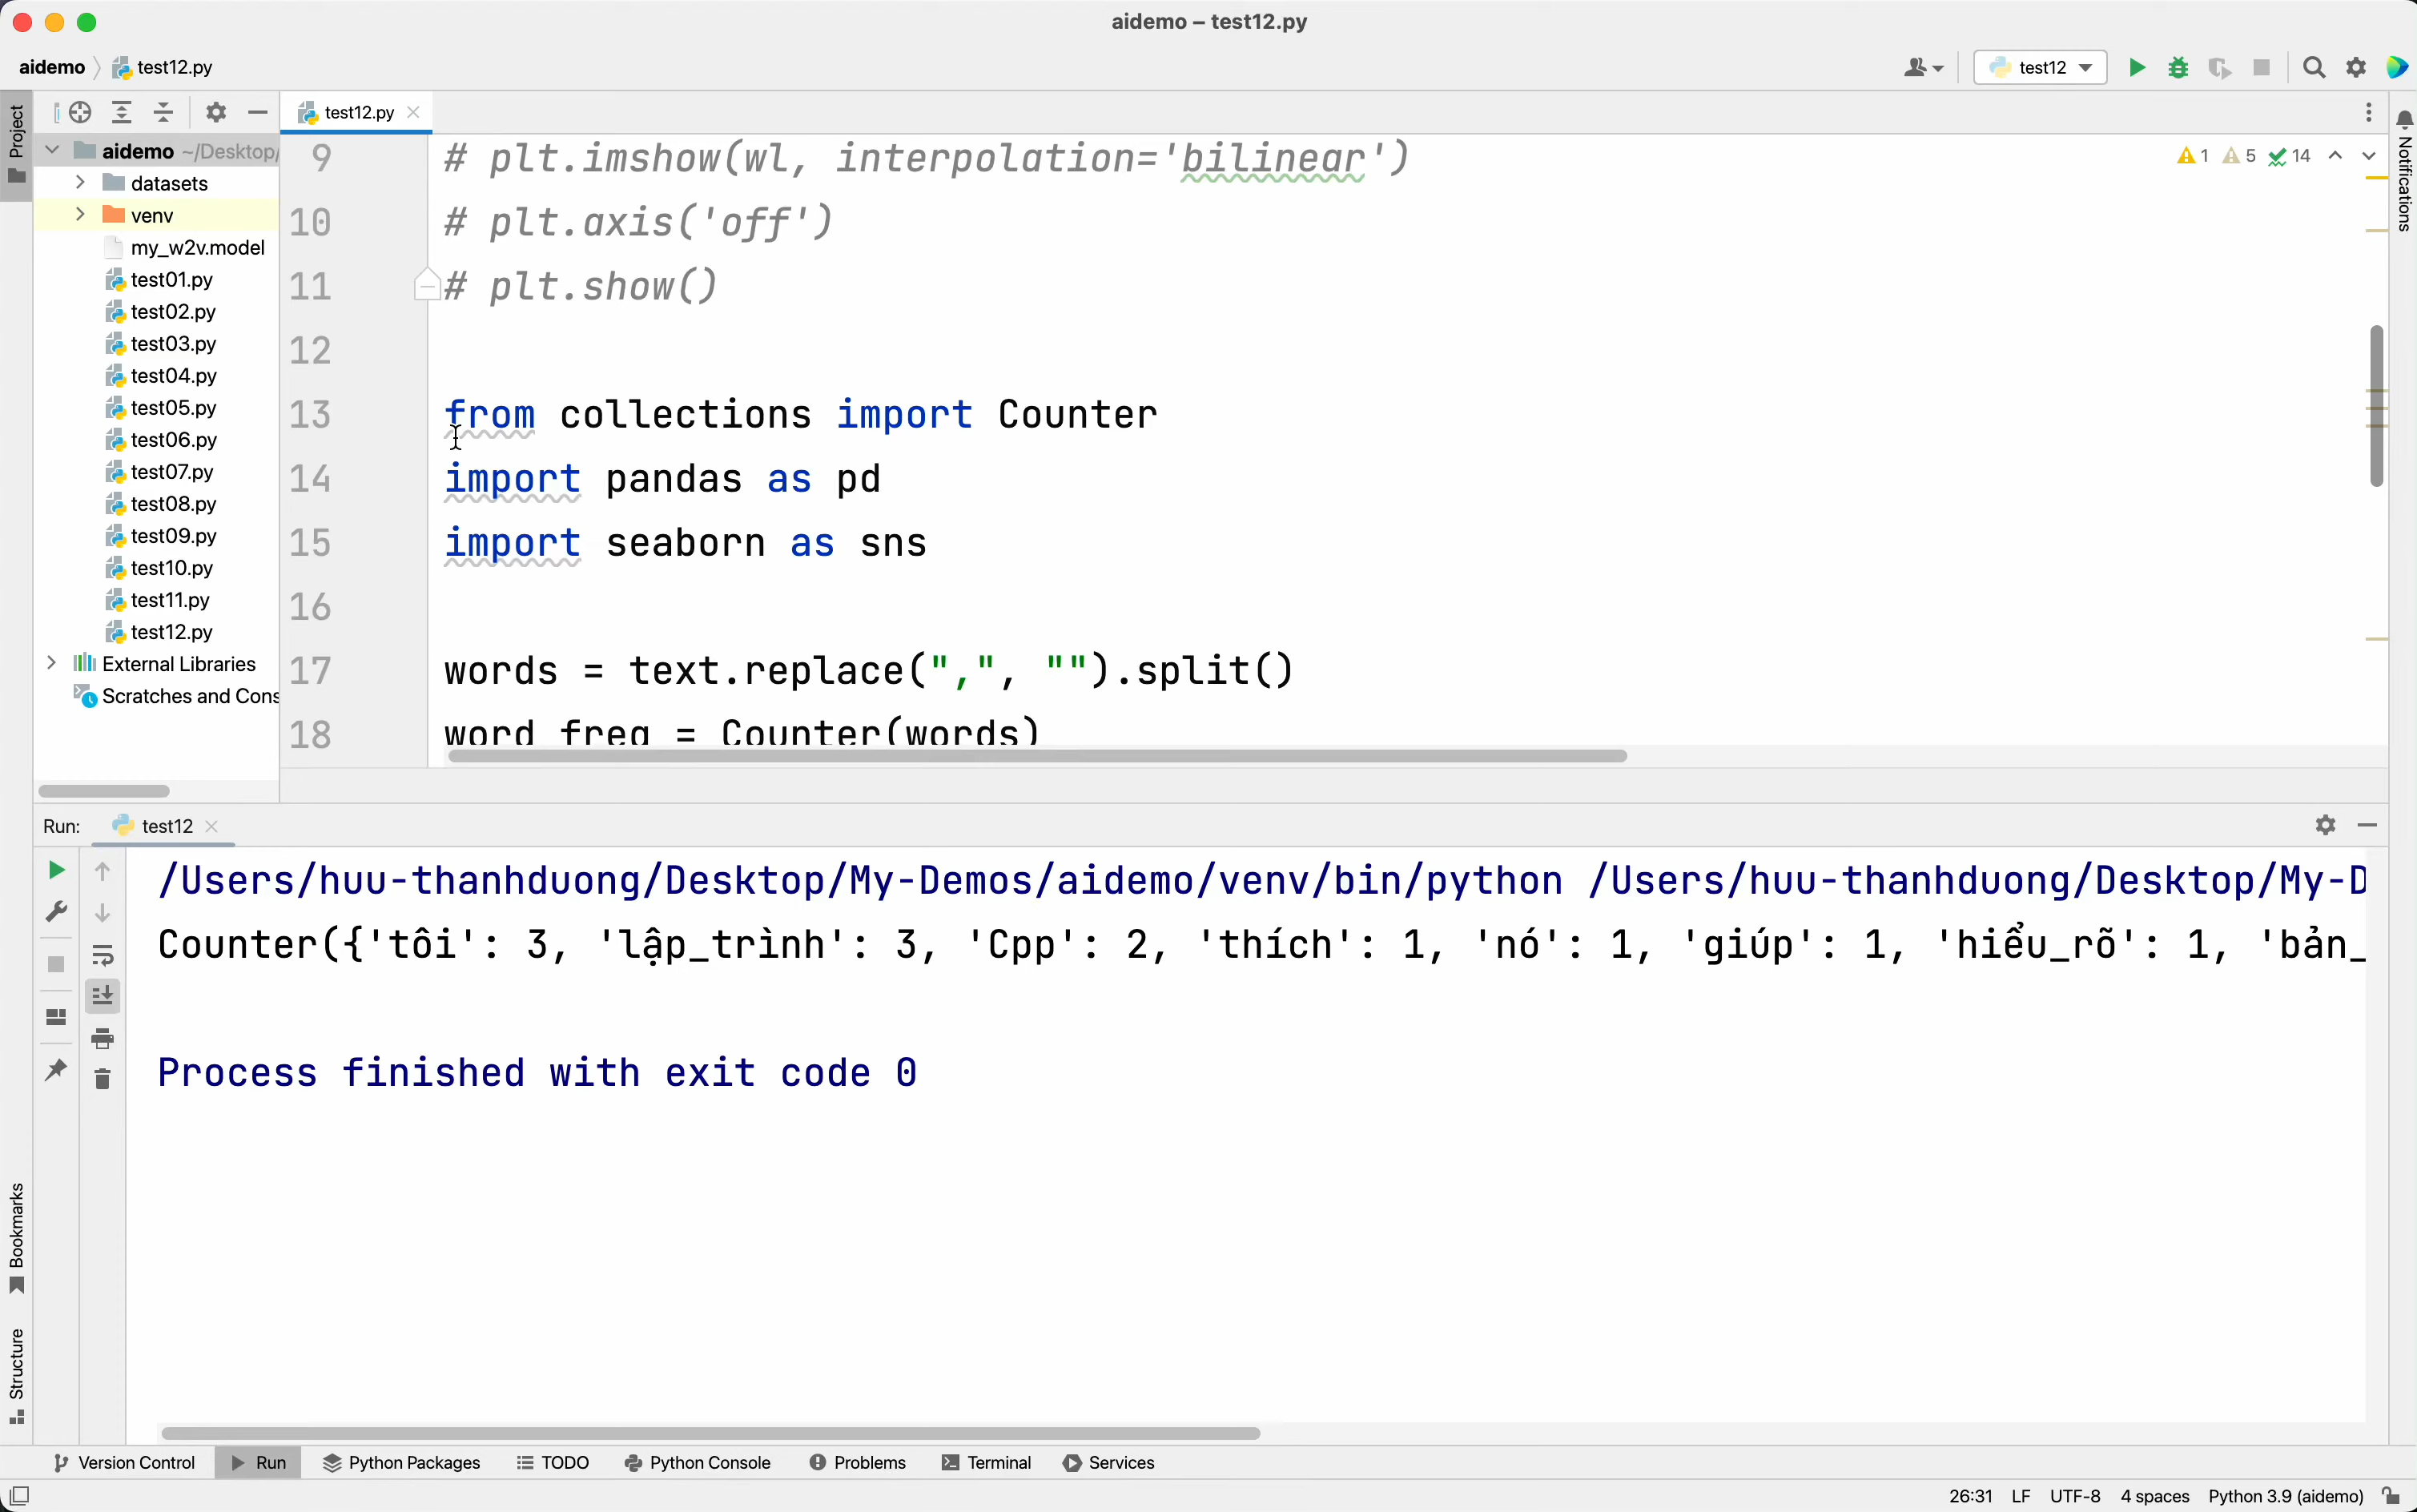 aidemo – test12.py
aidemo
test12.py
test12
Project
test12.py
1
5
14
Notifications
aidemo ~/Desktop/
datasets
venv
my_w2v.model
test01.py
test02.py
test03.py
test04.py
test05.py
test06.py
test07.py
test08.py
test09.py
test10.py
test11.py
test12.py
External Libraries
Scratches and Cons
9 # plt.imshow(wl, interpolation='bilinear')
10 # plt.axis('off')
11 # plt.show()
12
13 from collections import Counter
14 import pandas as pd
15 import seaborn as sns
16
17 words = text.replace(",", "").split()
18 word_freq = Counter(words)
Run:
test12
/Users/huu-thanhduong/Desktop/My-Demos/aidemo/venv/bin/python /Users/huu-thanhduong/Desktop/My-D
Counter({'tôi': 3, 'lập_trình': 3, 'Cpp': 2, 'thích': 1, 'nó': 1, 'giúp': 1, 'hiểu_rõ': 1, 'bản_
Process finished with exit code 0
Bookmarks
Structure
Version Control
Run
Python Packages
TODO
Python Console
Problems
Terminal
Services
26:31 LF UTF-8 4 spaces Python 3.9 (aidemo)